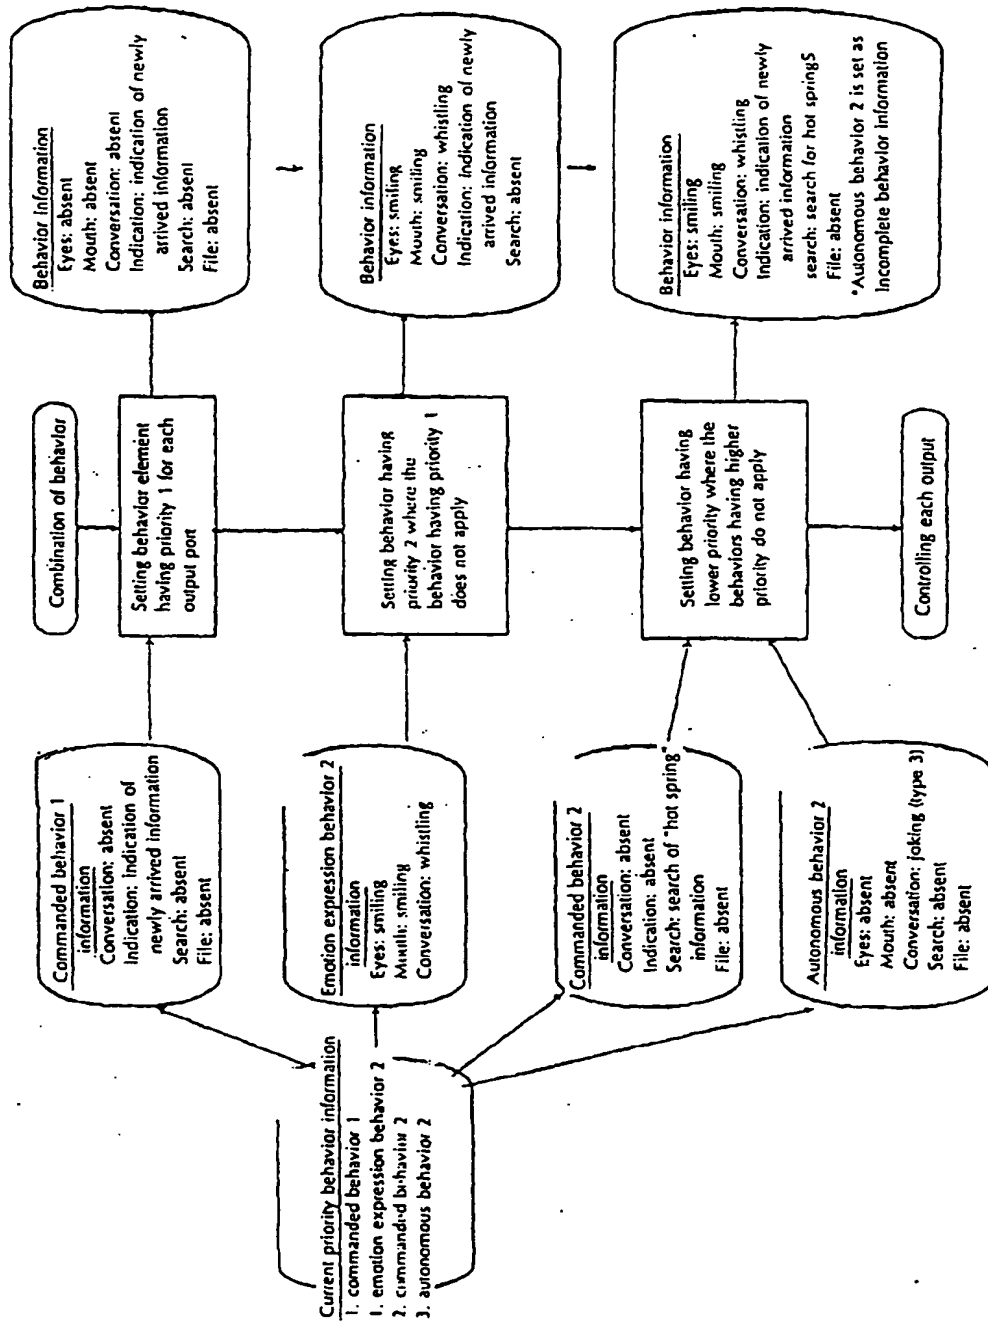 Current priority behavior information
1. commanded behavior 1
1. emotion expression behavior 2
2. commanded behavior 2
3. autonomous behavior 2
Commanded behavior 1
information
Conversation: absent
Indication: Indication of
newly arrived information
Search: absent
File: absent
Emotion expression behavior 2
information
Eyes: smiling
Mouth: smiling
Conversation: whistling
Commanded behavior 2
information
Conversation: absent
Indication: absent
Search: search of "hot spring"
information
File: absent
Autonomous behavior 2
information
Eyes: absent
Mouth: absent
Conversation: joking (type 3)
Search: absent
File: absent
Combination of behavior
Setting behavior element
having priority 1 for each
output port
Setting behavior having
priority 2 where the
behavior having priority 1
does not apply
Setting behavior having
lower priority where the
behaviors having higher
priority do not apply
Controlling each output
Behavior Information
Eyes: absent
Mouth: absent
Conversation: absent
Indication: indication of newly
arrived information
Search: absent
File: absent
Behavior information
Eyes: smiling
Mouth: smiling
Conversation: whistling
Indication: Indication of newly
arrived information
Search: absent
Behavior information
Eyes: smiling
Mouth: smiling
Conversation: whistling
Indication: indication of newly
arrived information
search: search for hot springS
File: absent
*Autonomous behavior 2 is set as
Incomplete behavior information